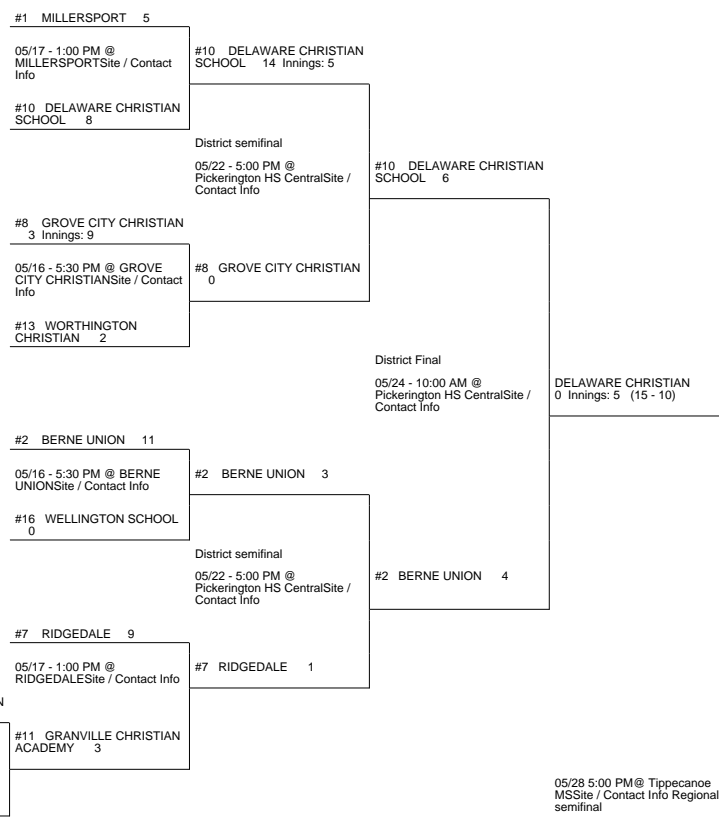 #1 MILLERSPORT 5
05/17 - 1:00 PM @
MILLERSPORTSite / Contact
Info
#10 DELAWARE CHRISTIAN
SCHOOL 8
#10 DELAWARE CHRISTIAN
SCHOOL 14 Innings: 5
District semifinal
05/22 - 5:00 PM @
Pickerington HS CentralSite /
Contact Info
#8 GROVE CITY CHRISTIAN
3 Innings: 9
05/16 - 5:30 PM @ GROVE
CITY CHRISTIANSite / Contact
Info
#13 WORTHINGTON
CHRISTIAN 2
#8 GROVE CITY CHRISTIAN
0
#10 DELAWARE CHRISTIAN
SCHOOL 6
District Final
05/24 - 10:00 AM @
Pickerington HS CentralSite /
Contact Info
DELAWARE CHRISTIAN
0 Innings: 5 (15 - 10)
#2 BERNE UNION 11
05/16 - 5:30 PM @ BERNE
UNIONSite / Contact Info
#16 WELLINGTON SCHOOL
0
#2 BERNE UNION 3
District semifinal
05/22 - 5:00 PM @
Pickerington HS CentralSite /
Contact Info
#2 BERNE UNION 4
#7 RIDGEDALE 9
05/17 - 1:00 PM @
RIDGEDALESite / Contact Info
#7 RIDGEDALE 1
#11 GRANVILLE CHRISTIAN
ACADEMY 3
05/28 5:00 PM@ Tippecanoe
MSSite / Contact Info Regional
semifinal